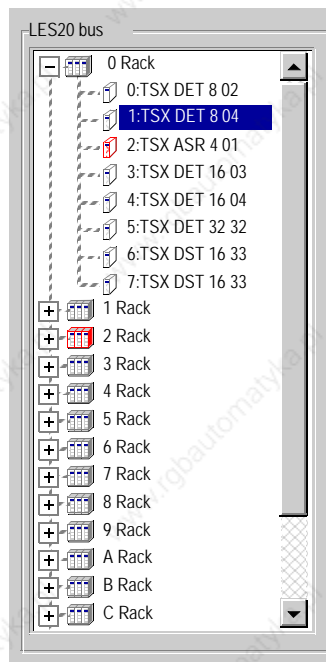 LES20 bus
0 Rack
0:TSX DET 8 02
1:TSX DET 8 04
2:TSX ASR 4 01
3:TSX DET 16 03
4:TSX DET 16 04
5:TSX DET 32 32
6:TSX DST 16 33
7:TSX DST 16 33
1 Rack
2 Rack
3 Rack
4 Rack
5 Rack
6 Rack
7 Rack
8 Rack
9 Rack
A Rack
B Rack
C Rack
www.rgbautomatyka.pl